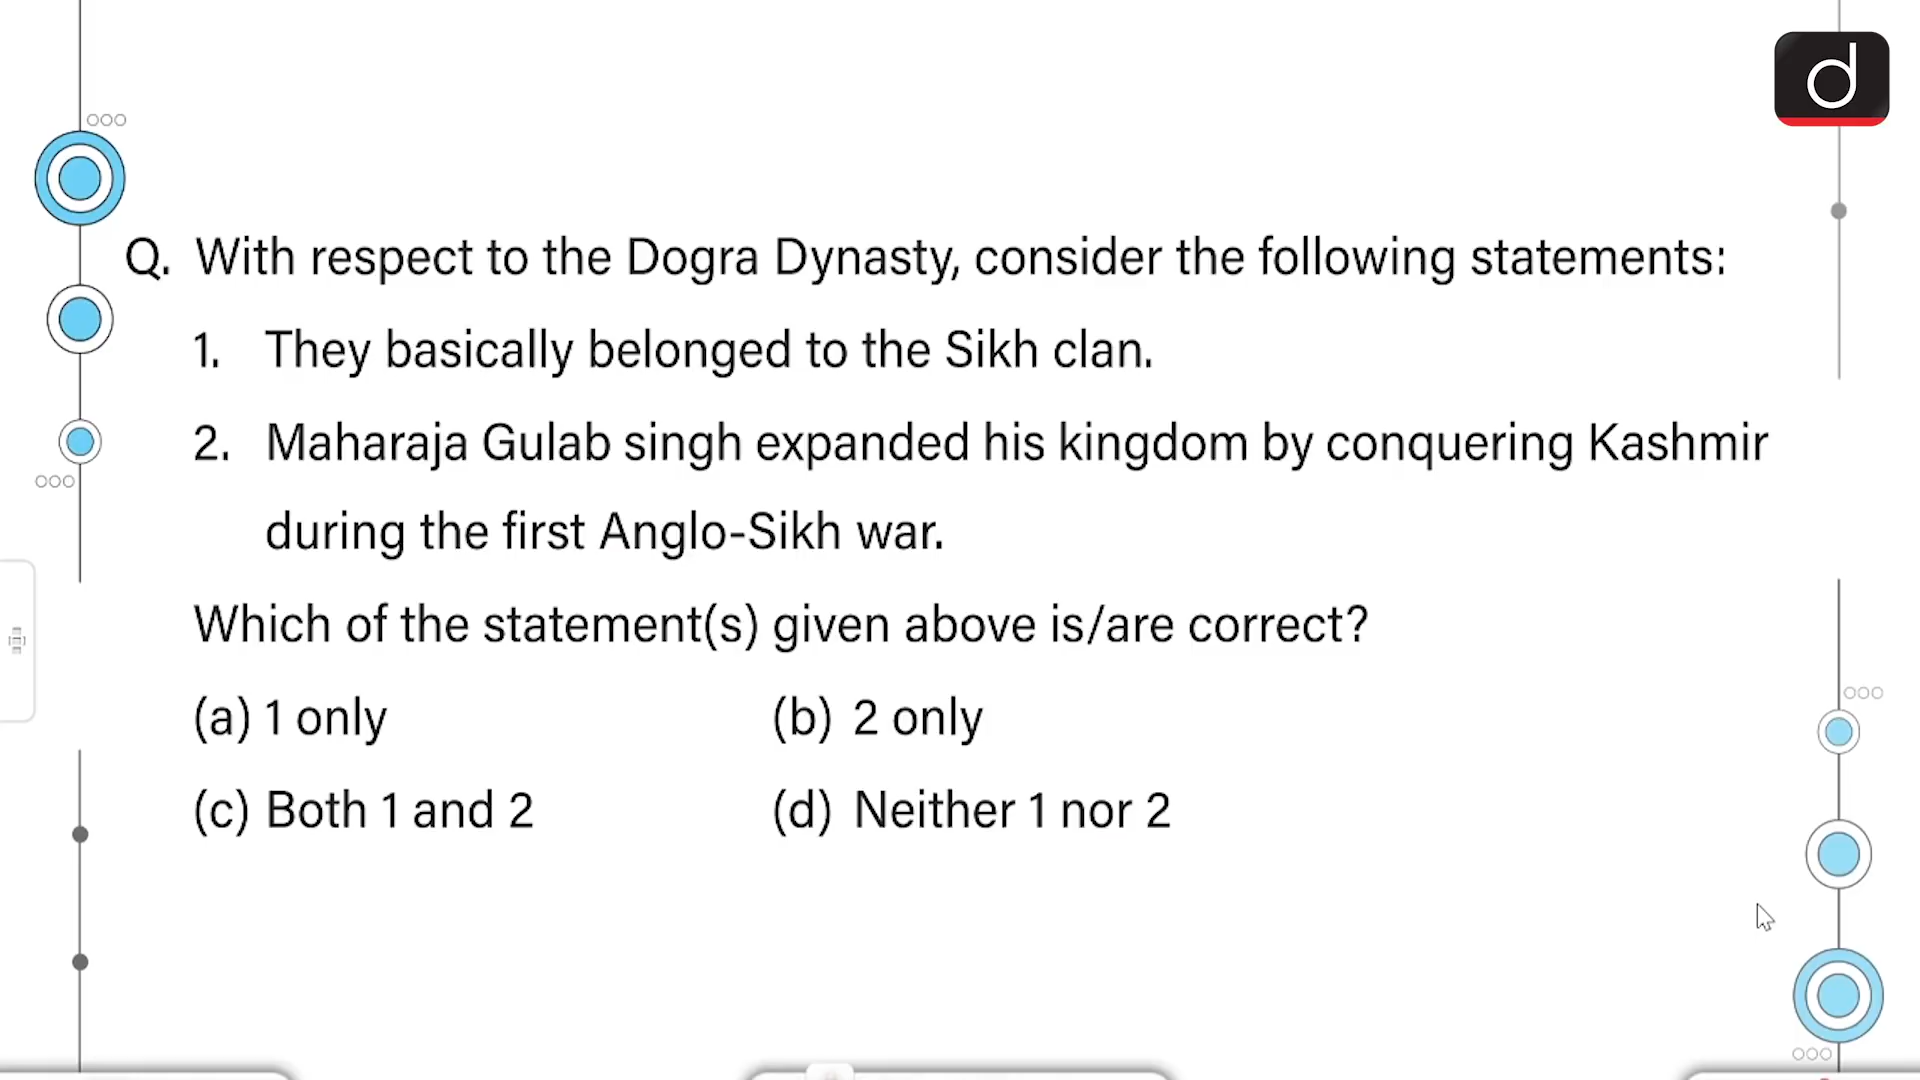 d
Q. With respect to the Dogra Dynasty, consider the following statements:
1. They basically belonged to the Sikh clan.
2. Maharaja Gulab singh expanded his kingdom by conquering Kashmir
during the first Anglo-Sikh war.
Which of the statement(s) given above is/are correct?
(a) 1 only (b) 2 only
(c) Both 1 and 2 (d) Neither 1 nor 2